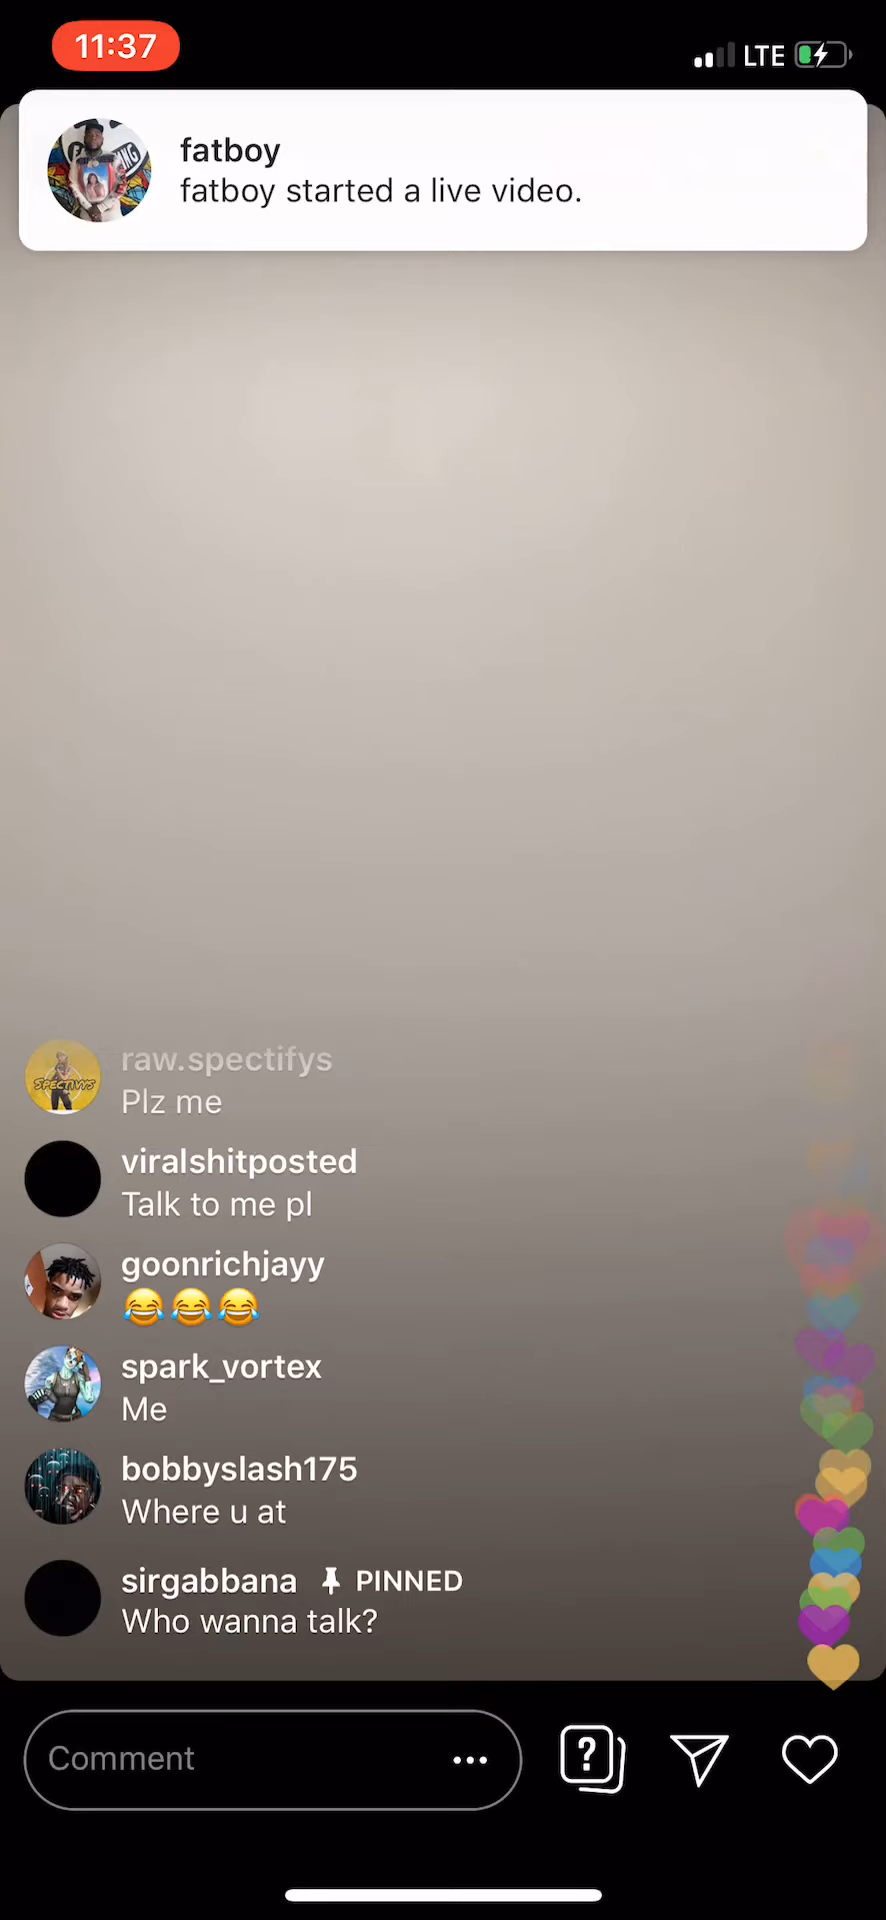 11:37
LTE
fatboy
fatboy started a live video.
raw.spectifys
Plz me
SPECTIVYS
viralshitposted
Talk to me pl
goonrichjayy
😂😂😂
spark_vortex
Me
bobbyslash175
Where u at
sirgabbana PINNED
Who wanna talk?
Comment